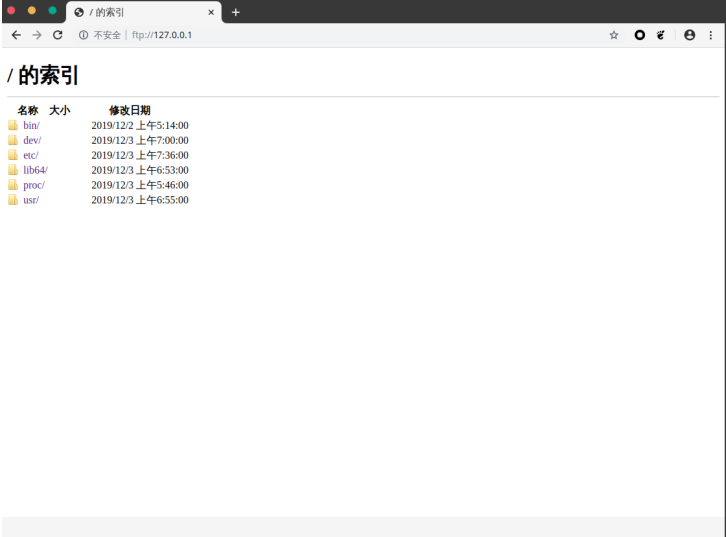 / 的索引
不安全 | ftp://127.0.0.1
/ 的索引
名称 大小 修改日期
bin/ 2019/12/2 上午5:14:00
dev/ 2019/12/3 上午7:00:00
etc/ 2019/12/3 上午7:36:00
lib64/ 2019/12/3 上午6:53:00
proc/ 2019/12/3 上午5:46:00
usr/ 2019/12/3 上午6:55:00